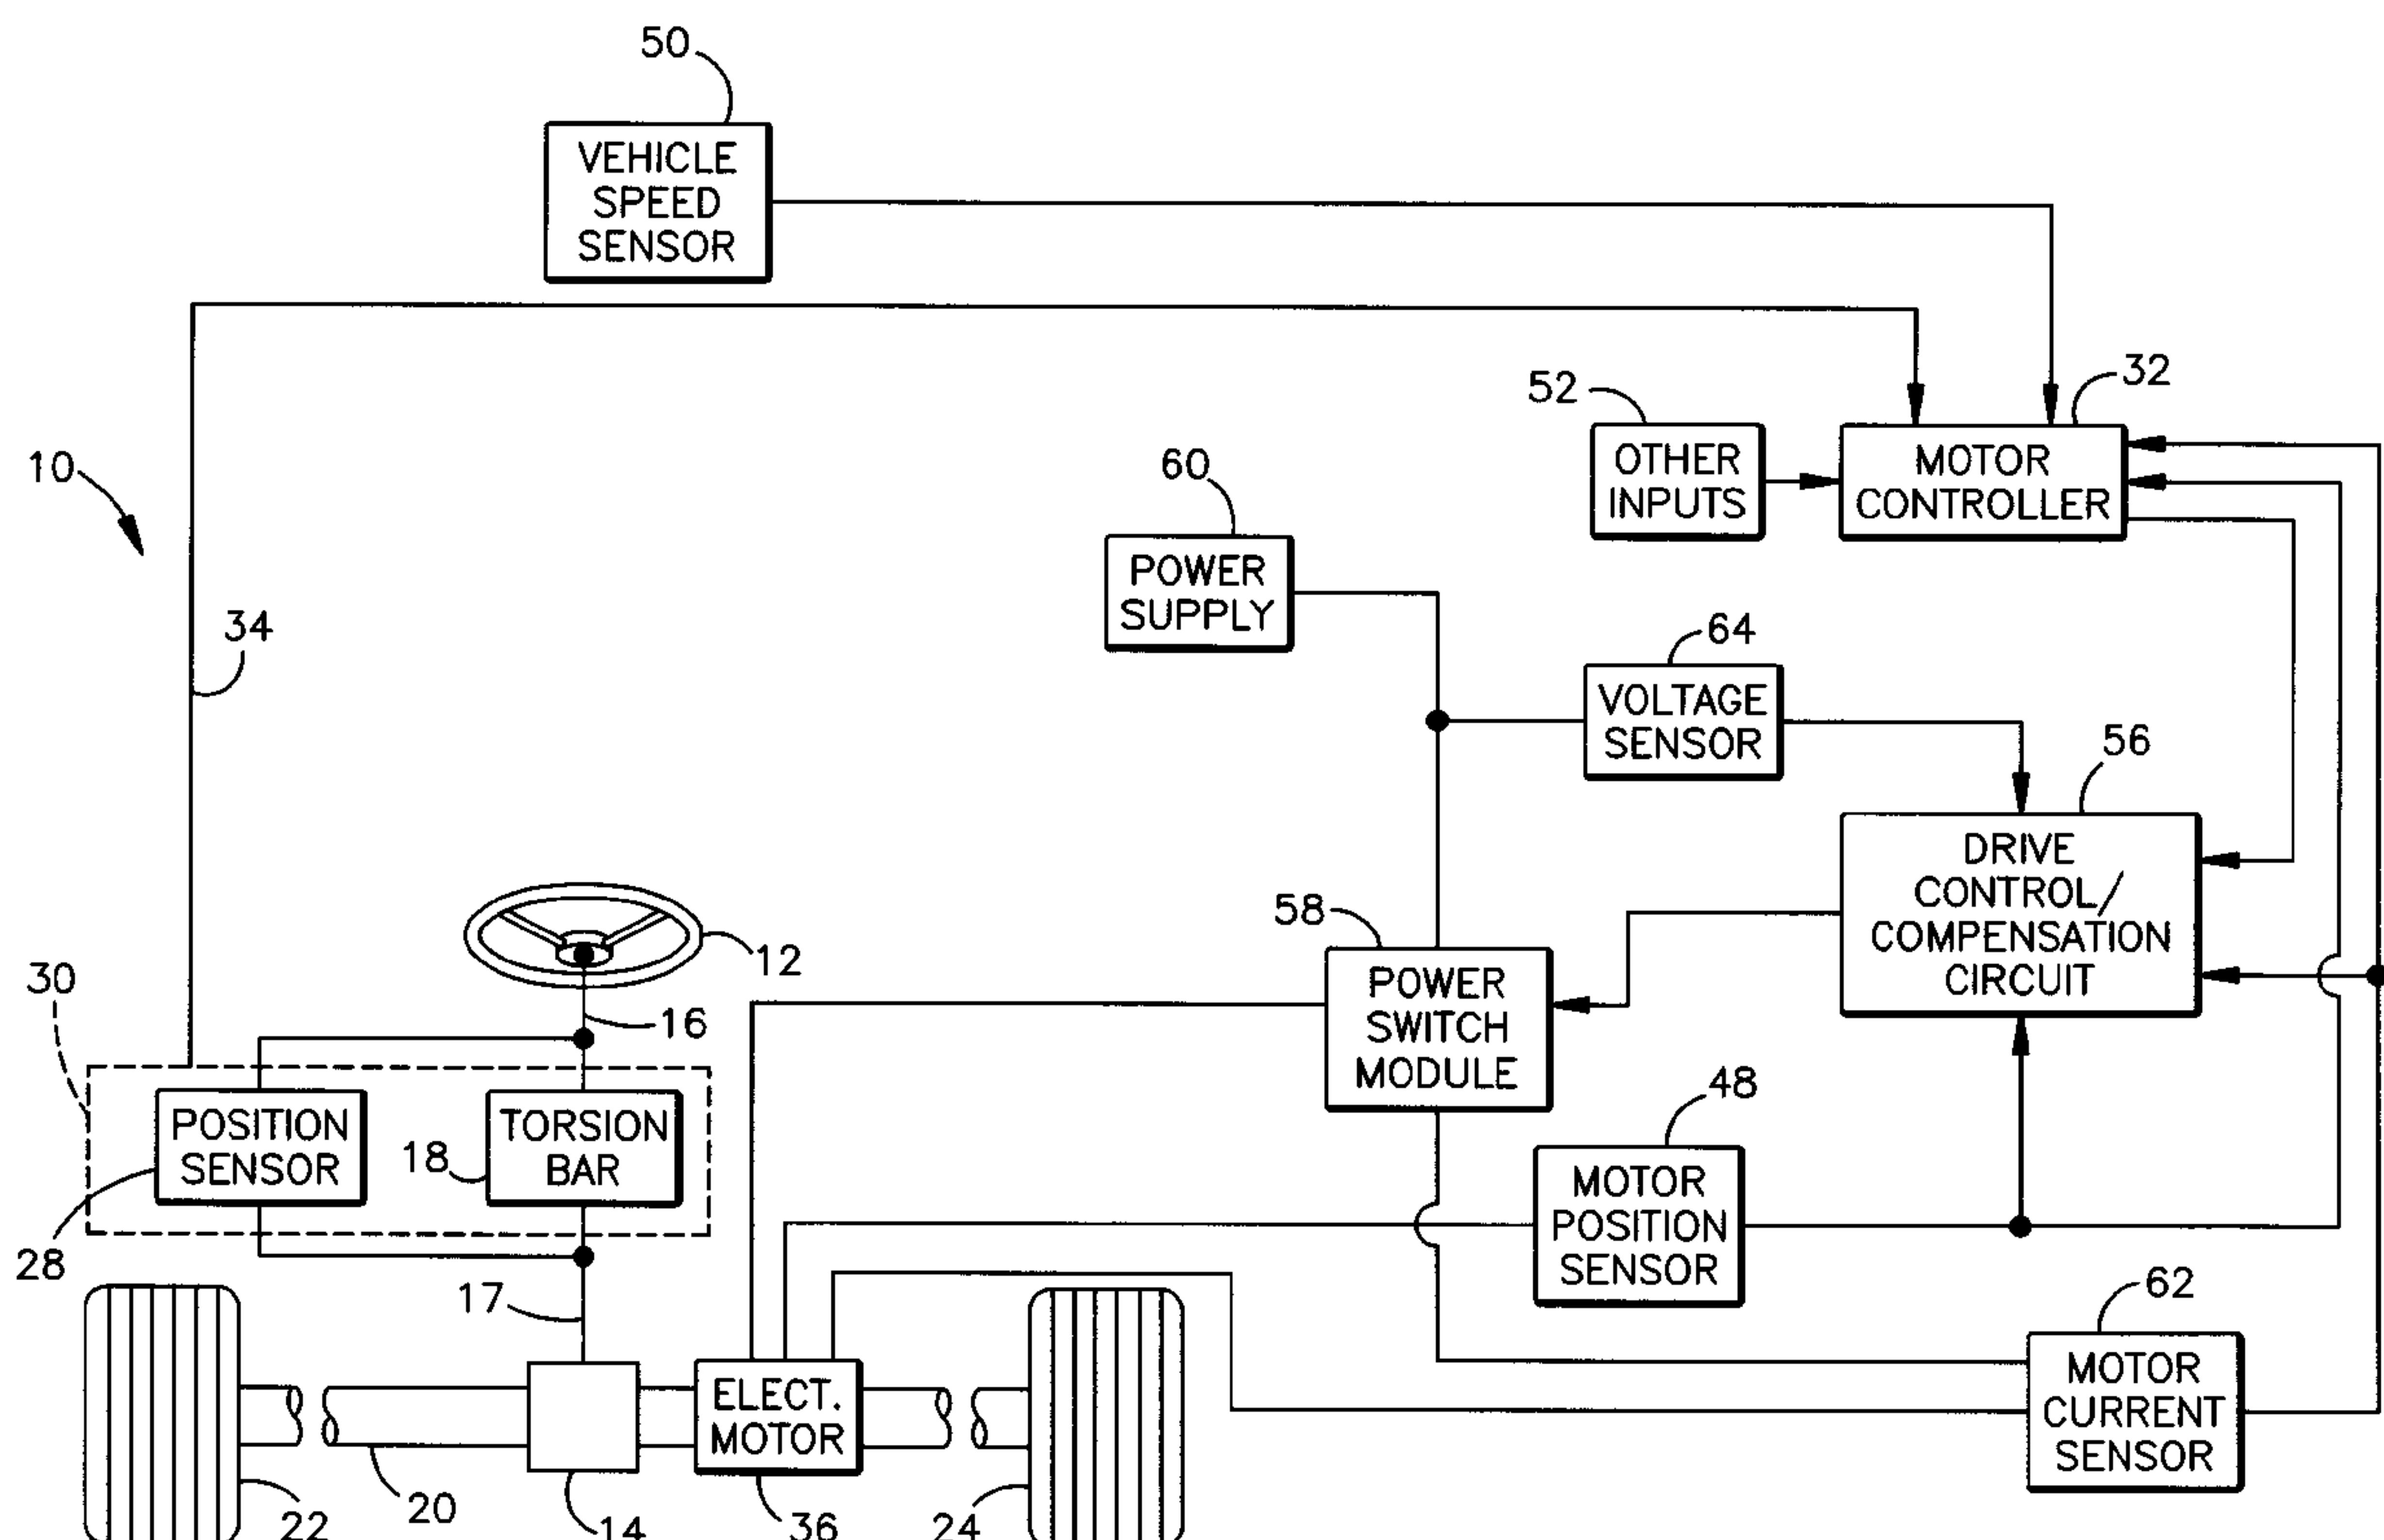 50
VEHICLE
SPEED
SENSOR
32
52
OTHER
INPUTS
MOTOR
CONTROLLER
10
60
POWER
SUPPLY
34
64
VOLTAGE
SENSOR
56
DRIVE
CONTROL/
COMPENSATION
CIRCUIT
58
POWER
SWITCH
MODULE
12
30
16
POSITION
SENSOR
18
TORSION
BAR
48
MOTOR
POSITION
SENSOR
28
17
62
MOTOR
CURRENT
SENSOR
ELECT.
MOTOR
22
20
14
36
24